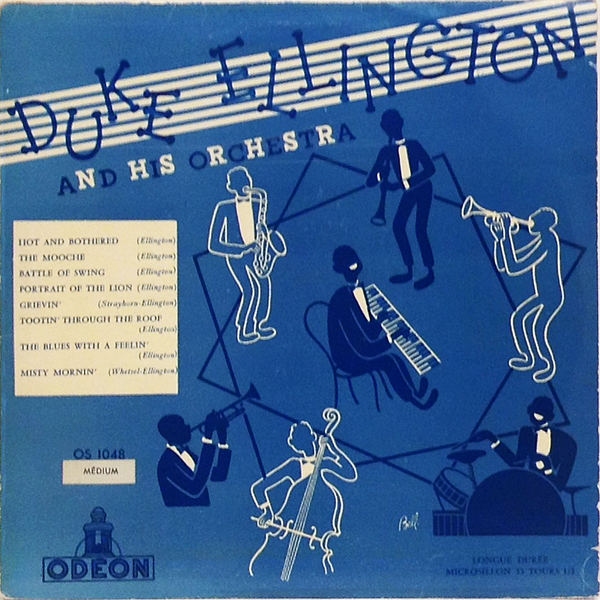 DUKE ELLINGTON
AND HIS ORCHESTRA
HOT AND BOTHERED (Ellington)
THE MOOCHE (Ellington)
BATTLE OF SWING (Ellington)
PORTRAIT OF THE LION (Ellington)
GRIEVIN' (Strayhorn-Ellington)
TOOTIN' THROUGH THE ROOF
(Ellington)
THE BLUES WITH A FEELIN'
(Ellington)
MISTY MORNIN' (Whetsel-Ellington)
OS 1048
MÉDIUM
ODEON
Bell
LONGUE DURÉE
MICROSILLON 33 TOURS 1/3